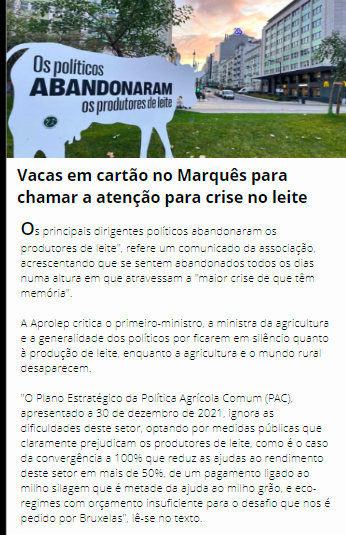 Os políticos
ABANDONARAM
os produtores de leite
Vacas em cartão no Marquês para
chamar a atenção para crise no leite
Os principais dirigentes políticos abandonaram os
produtores de leite", refere um comunicado da associação,
acrescentando que se sentem abandonados todos os dias
numa altura em que atravessam a "maior crise de que têm
memória".
A Aprolep critica o primeiro-ministro, a ministra da agricultura
e a generalidade dos políticos por ficarem em silêncio quanto
à produção de leite, enquanto a agricultura e o mundo rural
desaparecem.
"O Plano Estratégico da Política Agrícola Comum (PAC),
apresentado a 30 de dezembro de 2021, ignora as
dificuldades deste setor, optando por medidas públicas que
claramente prejudicam os produtores de leite, como é o caso
da convergência a 100% que reduz as ajudas ao rendimento
deste setor em mais de 50%, de um pagamento ligado ao
milho silagem que é metade da ajuda ao milho grão, e eco-
regimes com orçamento insuficiente para o desafio que nos é
pedido por Bruxelas", lê-se no texto.